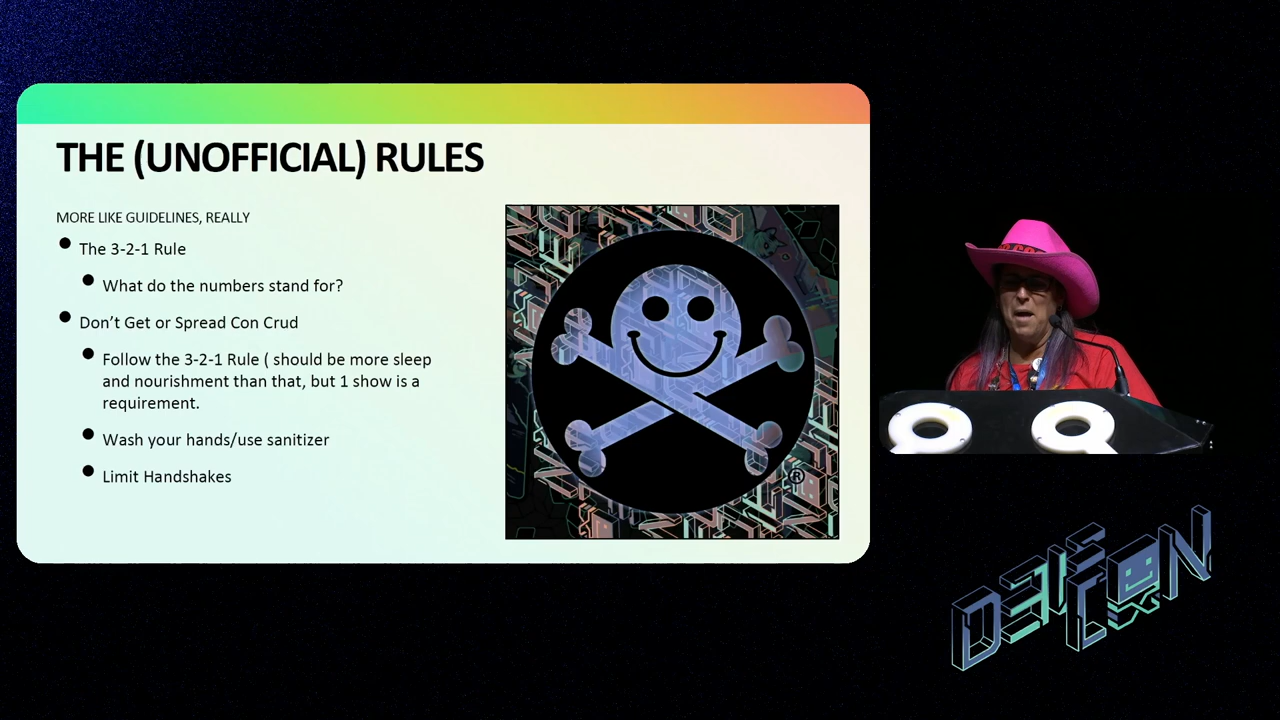 THE (UNOFFICIAL) RULES
MORE LIKE GUIDELINES, REALLY
The 3-2-1 Rule
What do the numbers stand for?
Don’t Get or Spread Con Crud
Follow the 3-2-1 Rule ( should be more sleep
and nourishment than that, but 1 show is a
requirement.
Wash your hands/use sanitizer
Limit Handshakes
®
DEF
CON